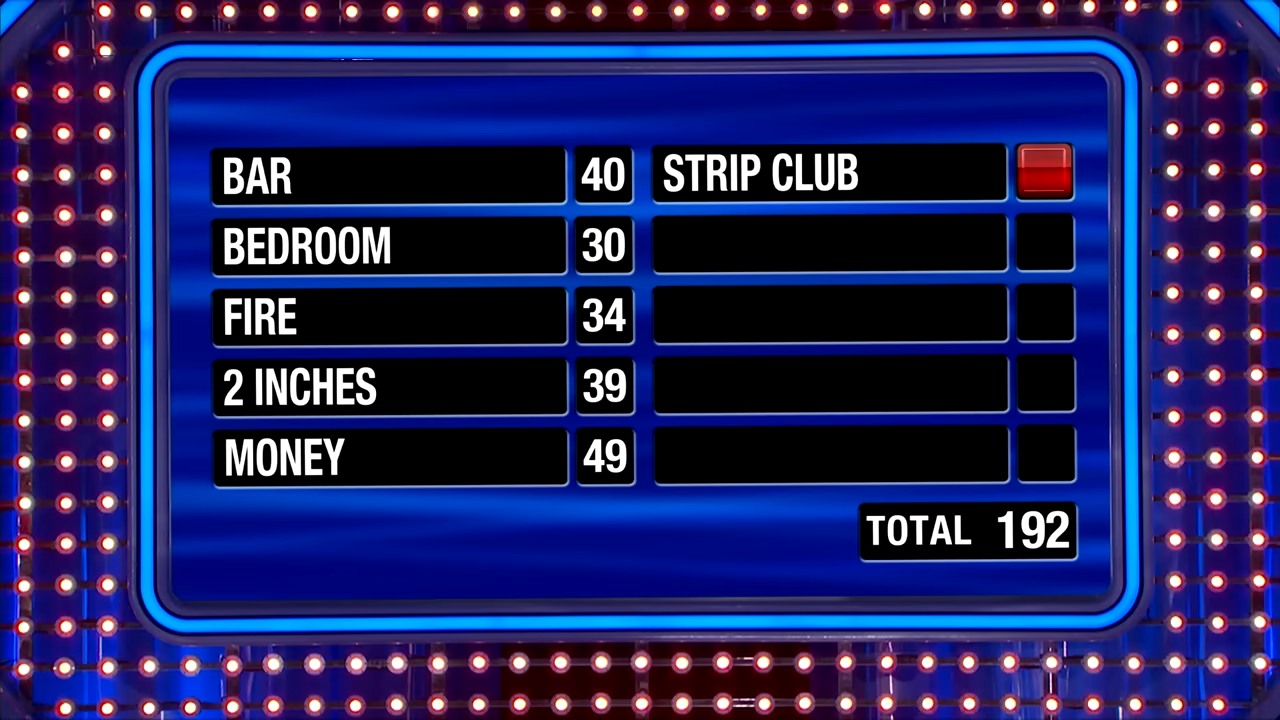 BAR 40 STRIP CLUB
BEDROOM 30
FIRE 34
2 INCHES 39
MONEY 49
TOTAL 192